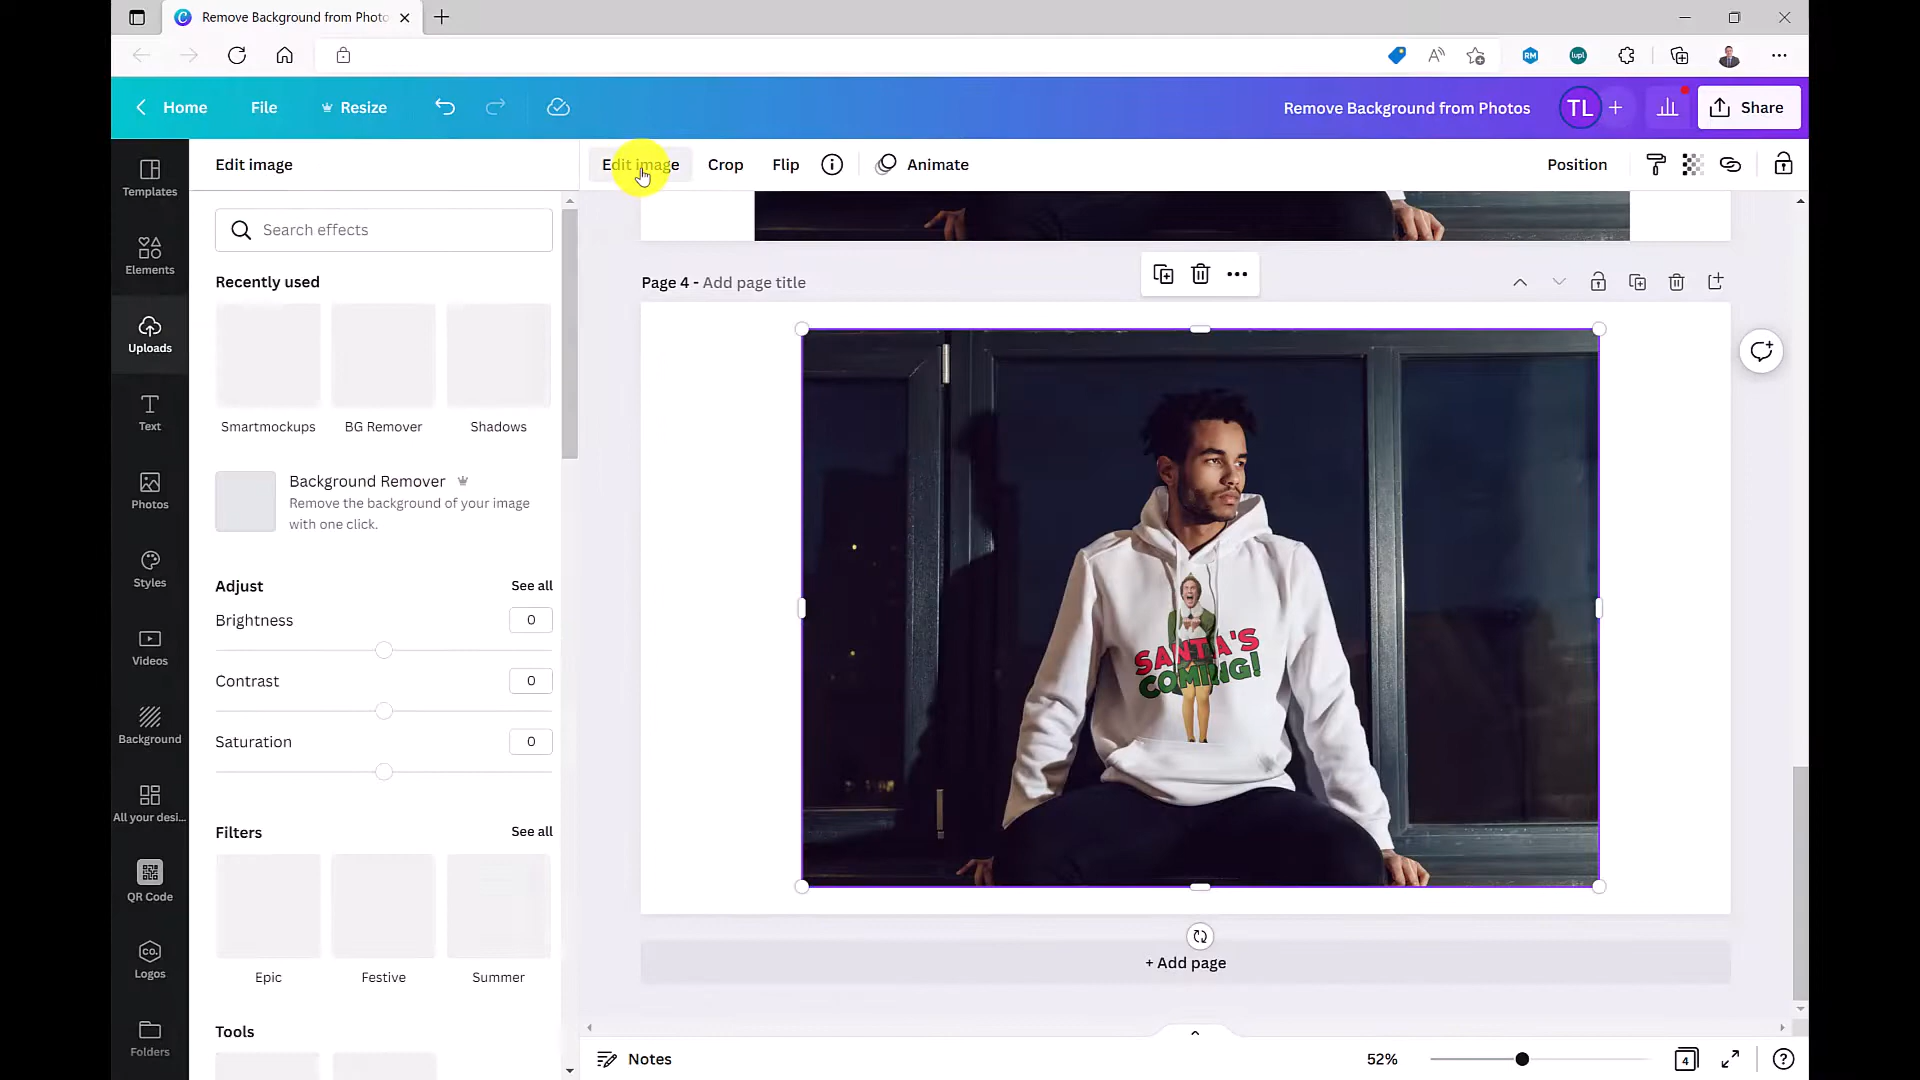 Remove Background from Photo
RM
lupl
Home
File
Resize
Remove Background from Photos
TL
Share
Edit image
Edit image
Crop
Flip
Animate
Position
Templates
Elements
Uploads
Text
Photos
Styles
Videos
Background
All your desi...
QR Code
CO.
Logos
Folders
Search effects
Recently used
Smartmockups
BG Remover
Shadows
Background Remover
Remove the background of your image
with one click.
Adjust
See all
Brightness
0
Contrast
0
Saturation
0
Filters
See all
Epic
Festive
Summer
Tools
Page 4 - Add page title
SANTA'S
COMING!
+ Add page
Notes
52%
4